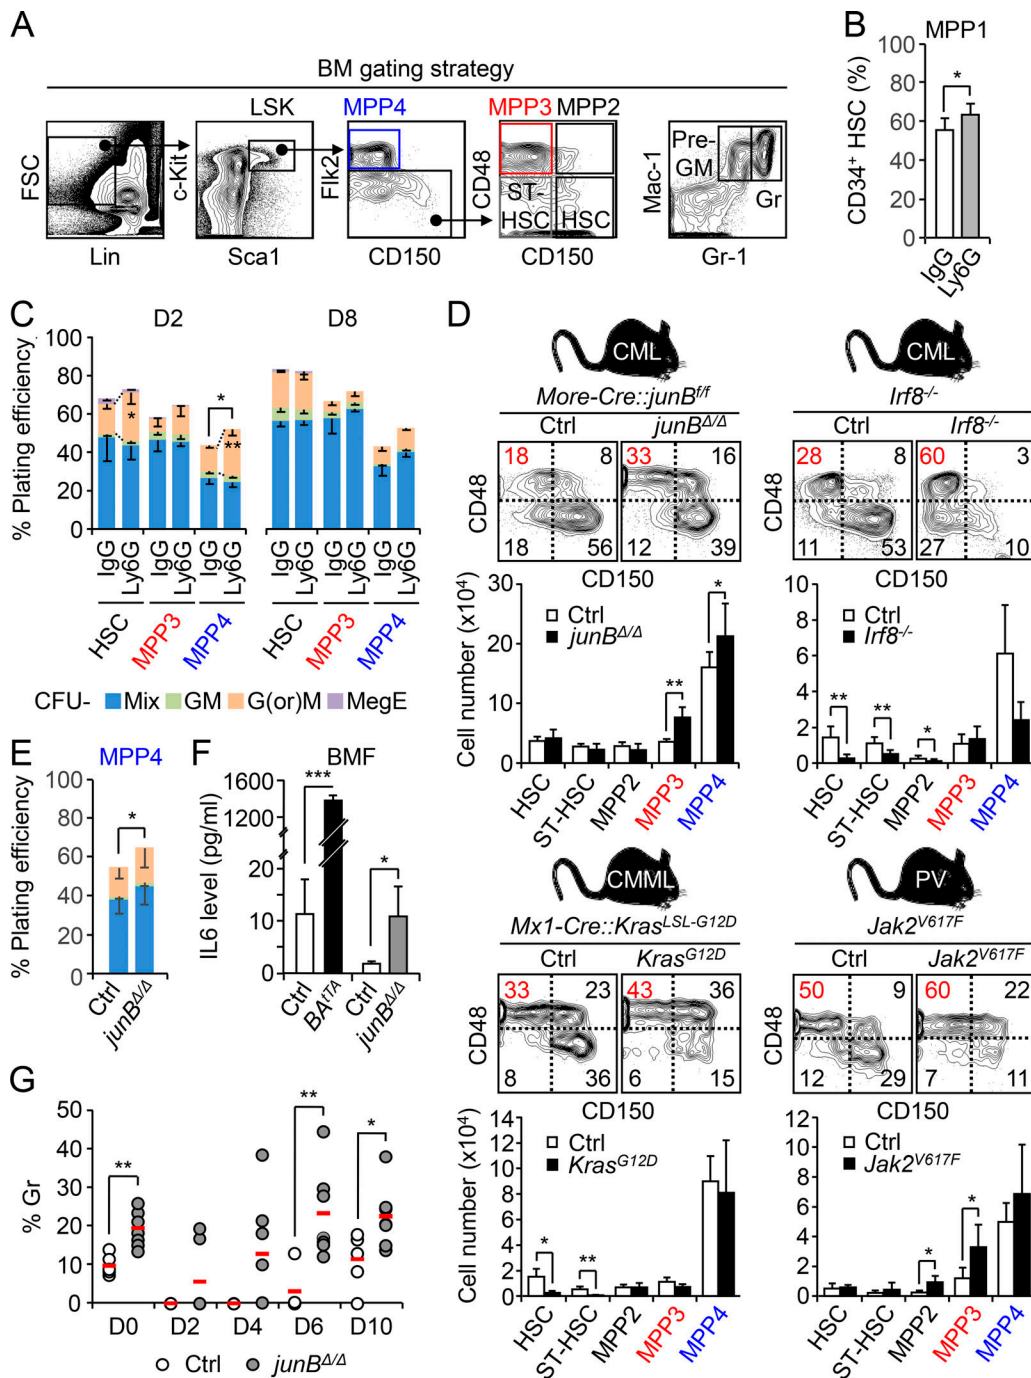 A
BM gating strategy
LSK
MPP4
MPP3
MPP2
FSC
Lin
c-Kit
Sca1
Flk2
CD150
CD48
ST-
HSC
HSC
CD150
Mac-1
Pre-
GM
Gr
Gr-1
B
MPP1
CD34+ HSC (%)
100
80
60
40
20
0
*
IgG
Ly6G
C
D2
D8
% Plating efficiency
100
80
60
40
20
0
*
*
**
IgG
Ly6G
IgG
Ly6G
IgG
Ly6G
IgG
Ly6G
IgG
Ly6G
IgG
Ly6G
HSC
MPP3
MPP4
HSC
MPP3
MPP4
CFU-
Mix
GM
G(or)M
MegE
D
CML
More-Cre::junBf/f
Ctrl
junBΔ/Δ
18
8
18
56
33
16
12
39
CD48
CD150
Cell number (x10⁴)
30
20
10
0
Ctrl
junBΔ/Δ
**
*
HSC
ST-HSC
MPP2
MPP3
MPP4
CML
Irf8-/-
Ctrl
Irf8-/-
28
8
11
53
60
3
27
10
CD48
CD150
10
8
6
4
2
0
Ctrl
Irf8-/-
**
**
*
HSC
ST-HSC
MPP2
MPP3
MPP4
CMML
Mx1-Cre::KrasLSL-G12D
Ctrl
KrasG12D
33
23
8
36
43
36
6
15
CD48
CD150
Cell number (x10⁴)
14
12
10
8
6
4
2
0
Ctrl
KrasG12D
*
**
HSC
ST-HSC
MPP2
MPP3
MPP4
PV
Jak2V617F
Ctrl
Jak2V617F
50
9
12
29
60
22
7
11
CD48
CD150
12
10
8
6
4
2
0
Ctrl
Jak2V617F
*
*
HSC
ST-HSC
MPP2
MPP3
MPP4
E
MPP4
% Plating efficiency
100
80
60
40
20
0
*
Ctrl
junBΔ/Δ
F
BMF
IL6 level (pg/ml)
1600
1200
20
10
0
***
*
Ctrl
BAtTA
Ctrl
junBΔ/Δ
G
% Gr
50
40
30
20
10
0
**
**
*
D0
D2
D4
D6
D10
Ctrl
junBΔ/Δ